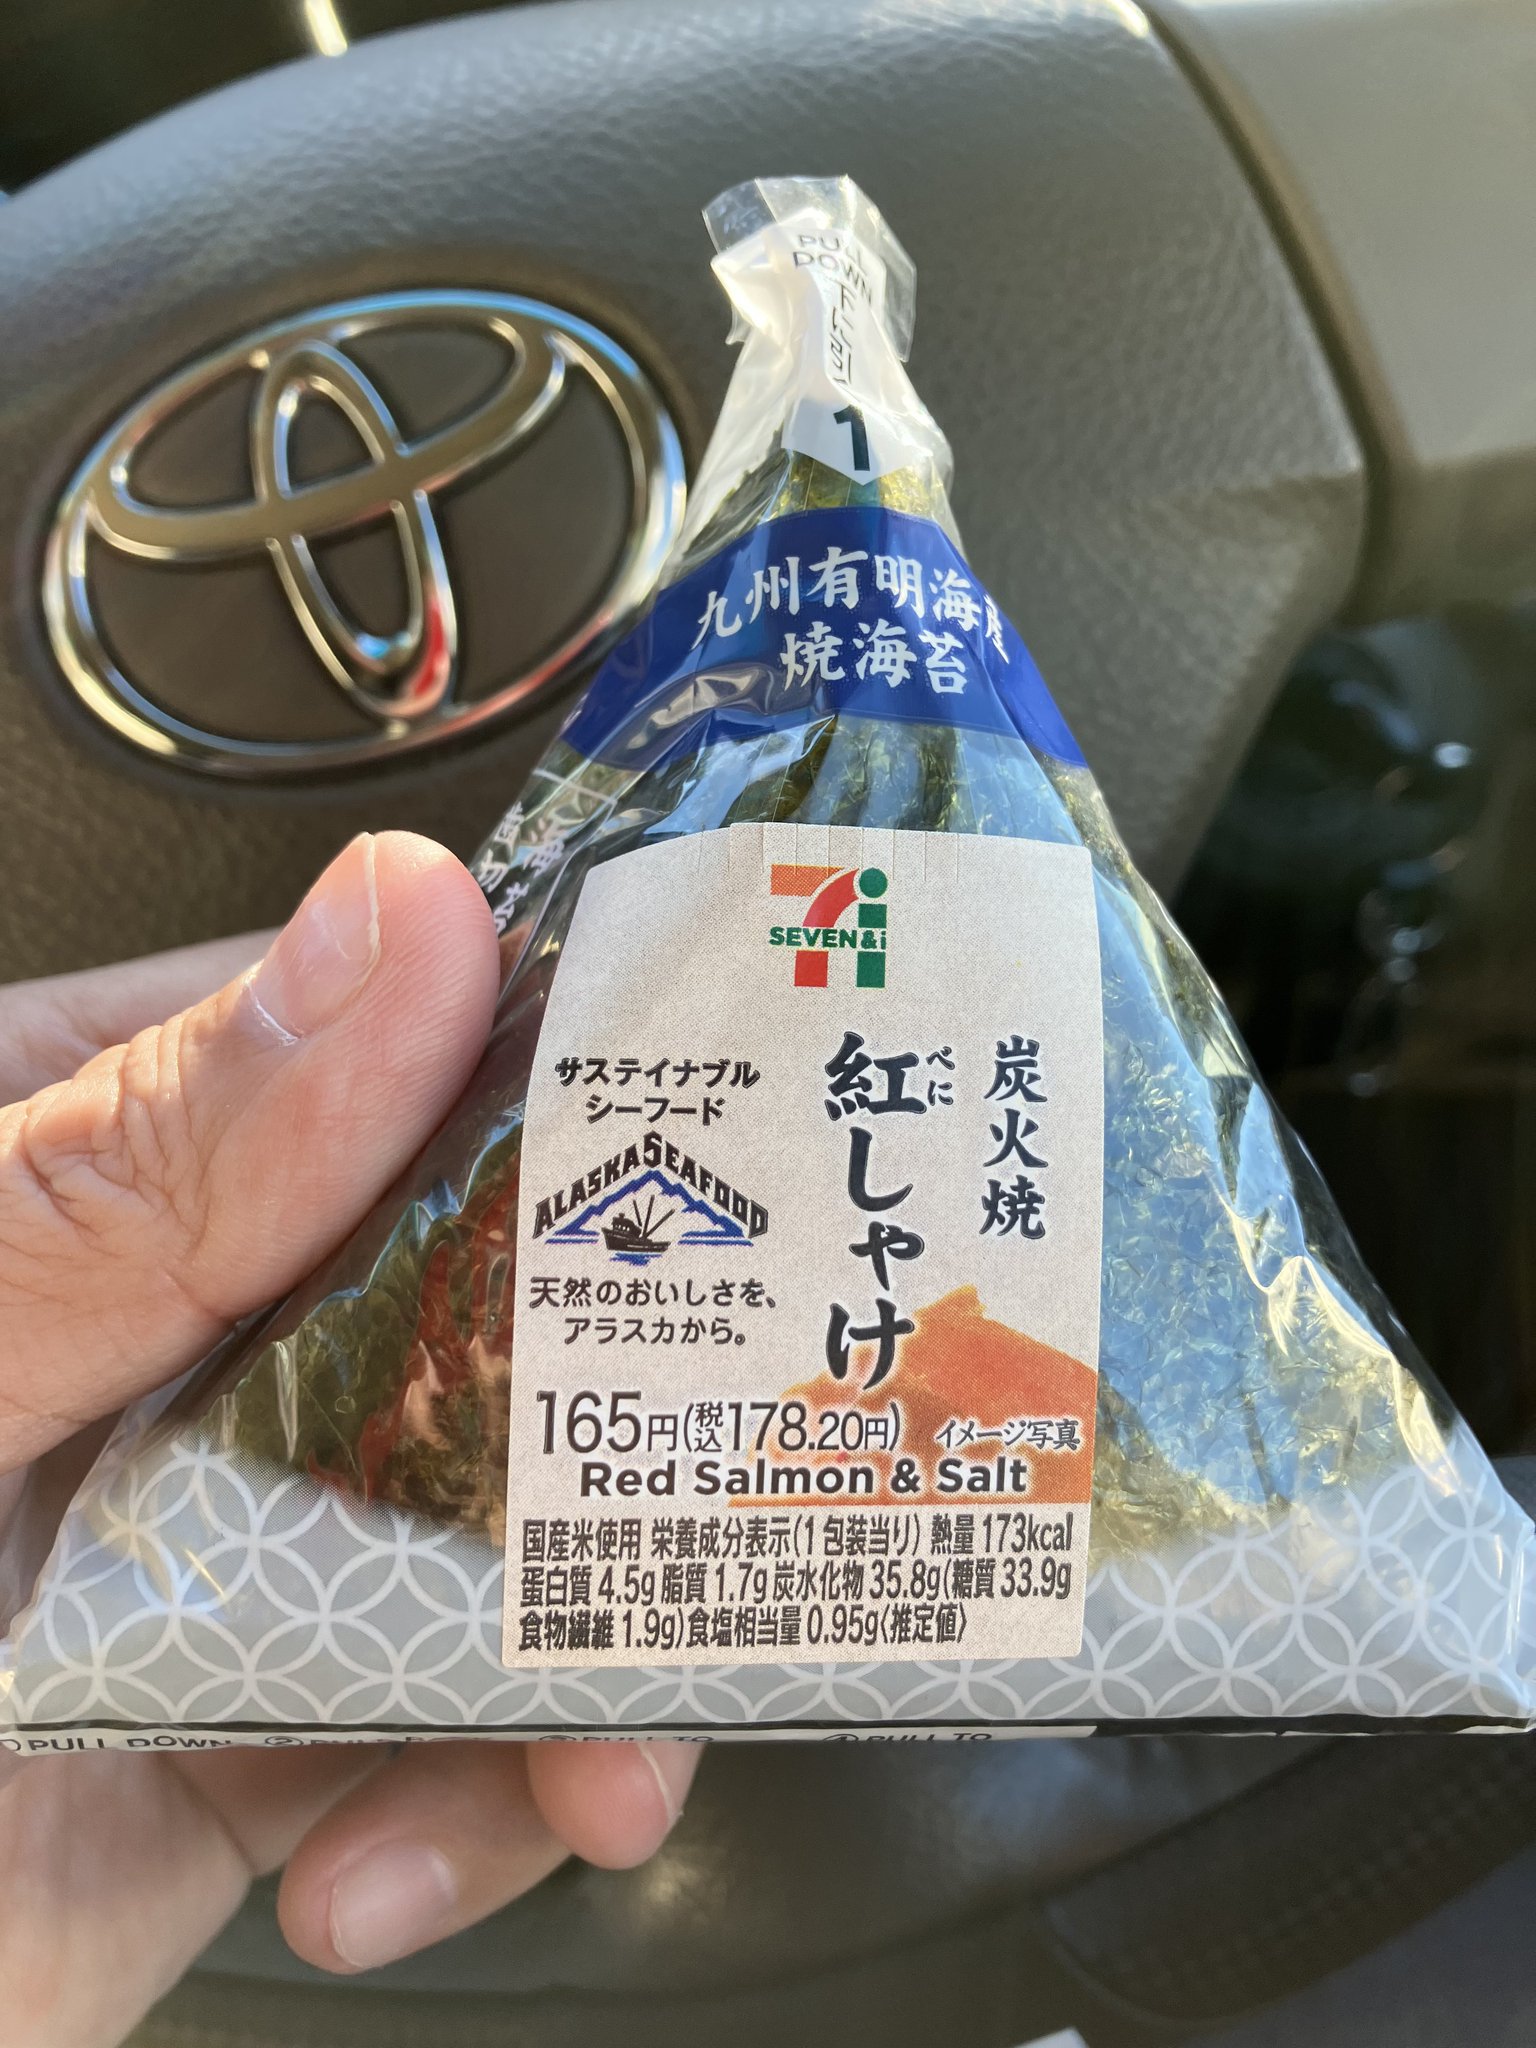 PULL
DOWN
1
九州有明海産
焼海苔
SEVEN&i
炭火焼
紅しゃけ
べに
サステイナブル
シーフード
ALASKA SEAFOOD
天然のおいしさを、
アラスカから。
165円(税込178.20円)
イメージ写真
Red Salmon & Salt
国産米使用 栄養成分表示(1包装当り) 熱量173kcal
蛋白質4.5g 脂質1.7g 炭水化物35.8g(糖質33.9g
食物繊維1.9g)食塩相当量0.95g〈推定値〉
PULL DOWN